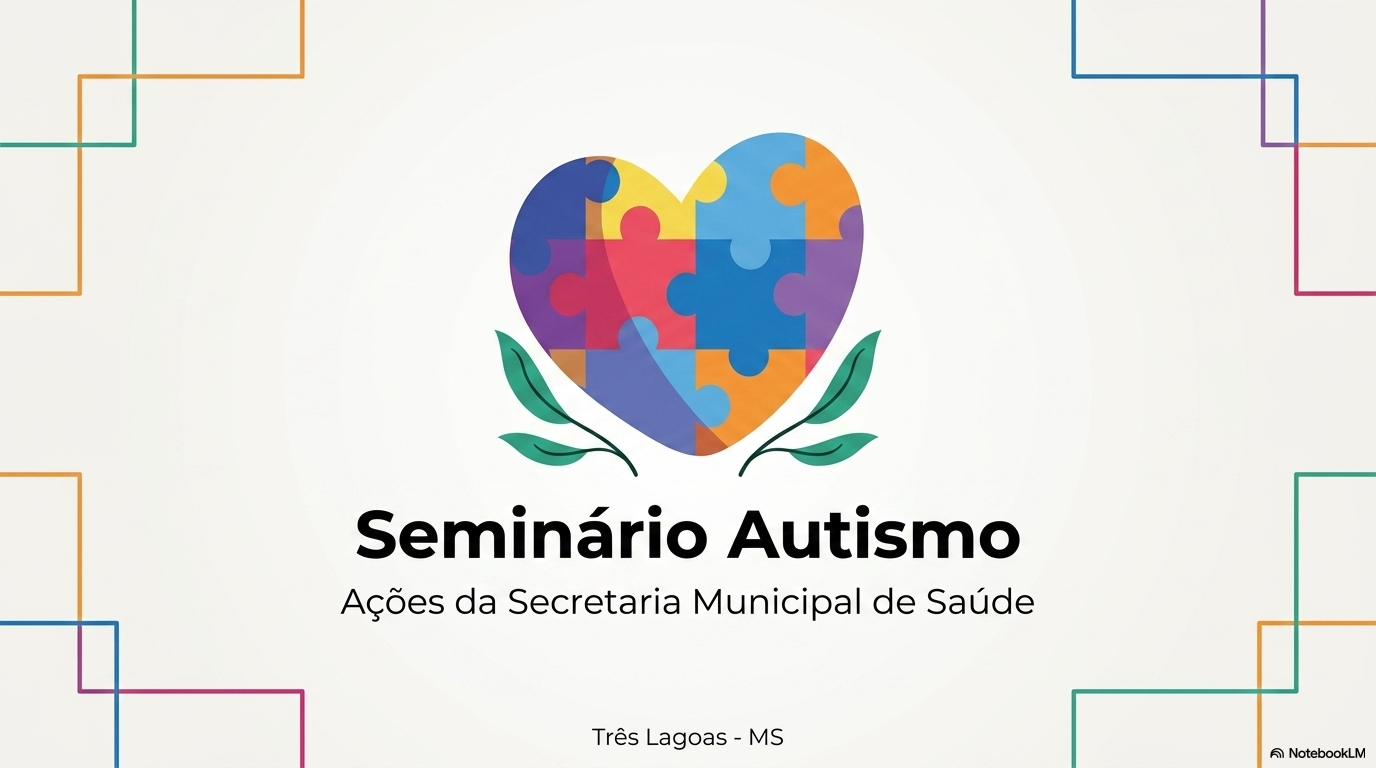 Seminário Autismo
Ações da Secretaria Municipal de Saúde
Três Lagoas - MS
NotebookLM